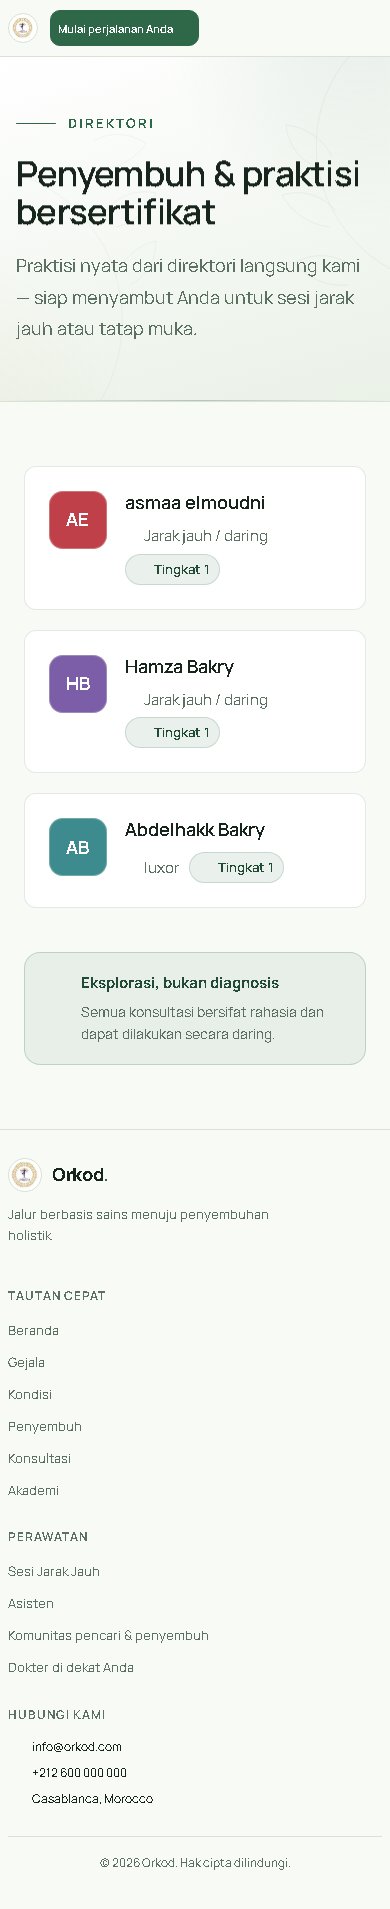 Mulai perjalanan Anda
DIREKTORI
Penyembuh & praktisi
bersertifikat
Praktisi nyata dari direktori langsung kami
— siap menyambut Anda untuk sesi jarak
jauh atau tatap muka.
AE
asmaa elmoudni
Jarak jauh / daring
Tingkat 1
HB
Hamza Bakry
Jarak jauh / daring
Tingkat 1
AB
Abdelhakk Bakry
luxor Tingkat 1
Eksplorasi, bukan diagnosis
Semua konsultasi bersifat rahasia dan
dapat dilakukan secara daring.
Orkod.
Jalur berbasis sains menuju penyembuhan
holistik.
TAUTAN CEPAT
Beranda
Gejala
Kondisi
Penyembuh
Konsultasi
Akademi
PERAWATAN
Sesi Jarak Jauh
Asisten
Komunitas pencari & penyembuh
Dokter di dekat Anda
HUBUNGI KAMI
info@orkod.com
+212 600 000 000
Casablanca, Morocco
© 2026 Orkod. Hak cipta dilindungi.